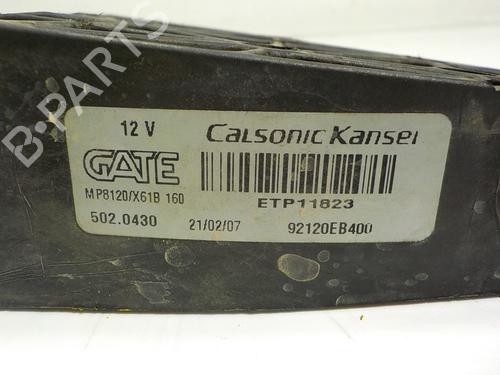 B-PARTS
12 V
CALSONIC KANSEI
GATE
MP8120/X61B 160
ETP11823
502.0430
21/02/07
92120EB400